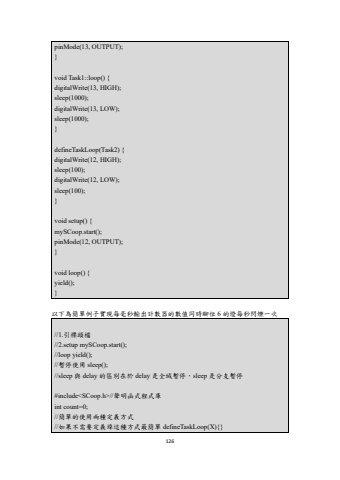 pinMode(13, OUTPUT);
}
void Task1::loop() {
digitalWrite(13, HIGH);
sleep(1000);
digitalWrite(13, LOW);
sleep(1000);
}
defineTaskLoop(Task2) {
digitalWrite(12, HIGH);
sleep(100);
digitalWrite(12, LOW);
sleep(100);
}
void setup() {
mySCoop.start();
pinMode(12, OUTPUT);
}
void loop() {
yield();
}
以下為簡單例子實現每毫秒輸出計數器的數值同時腳位 6 的燈每秒閃爍一次
//1.引標頭檔
//2.setup mySCoop.start();
//loop yield();
//暫停使用 sleep();
//sleep 與 delay 的區別在於 delay 是全域暫停，sleep 是分支暫停
#include<SCoop.h>//聲明函式程式庫
int count=0;
//簡單的使用兩種定義方式
//如果不需要定義掉這種方式最簡單 defineTaskLoop(X){}
126